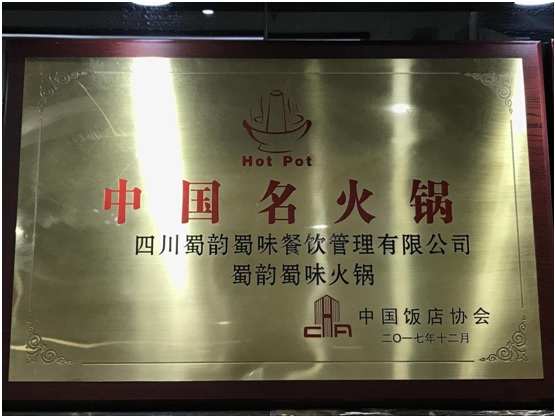 Hot Pot
中国名火锅
四川蜀韵蜀味餐饮管理有限公司
蜀韵蜀味火锅
CHA 中国饭店协会
二〇一七年十二月